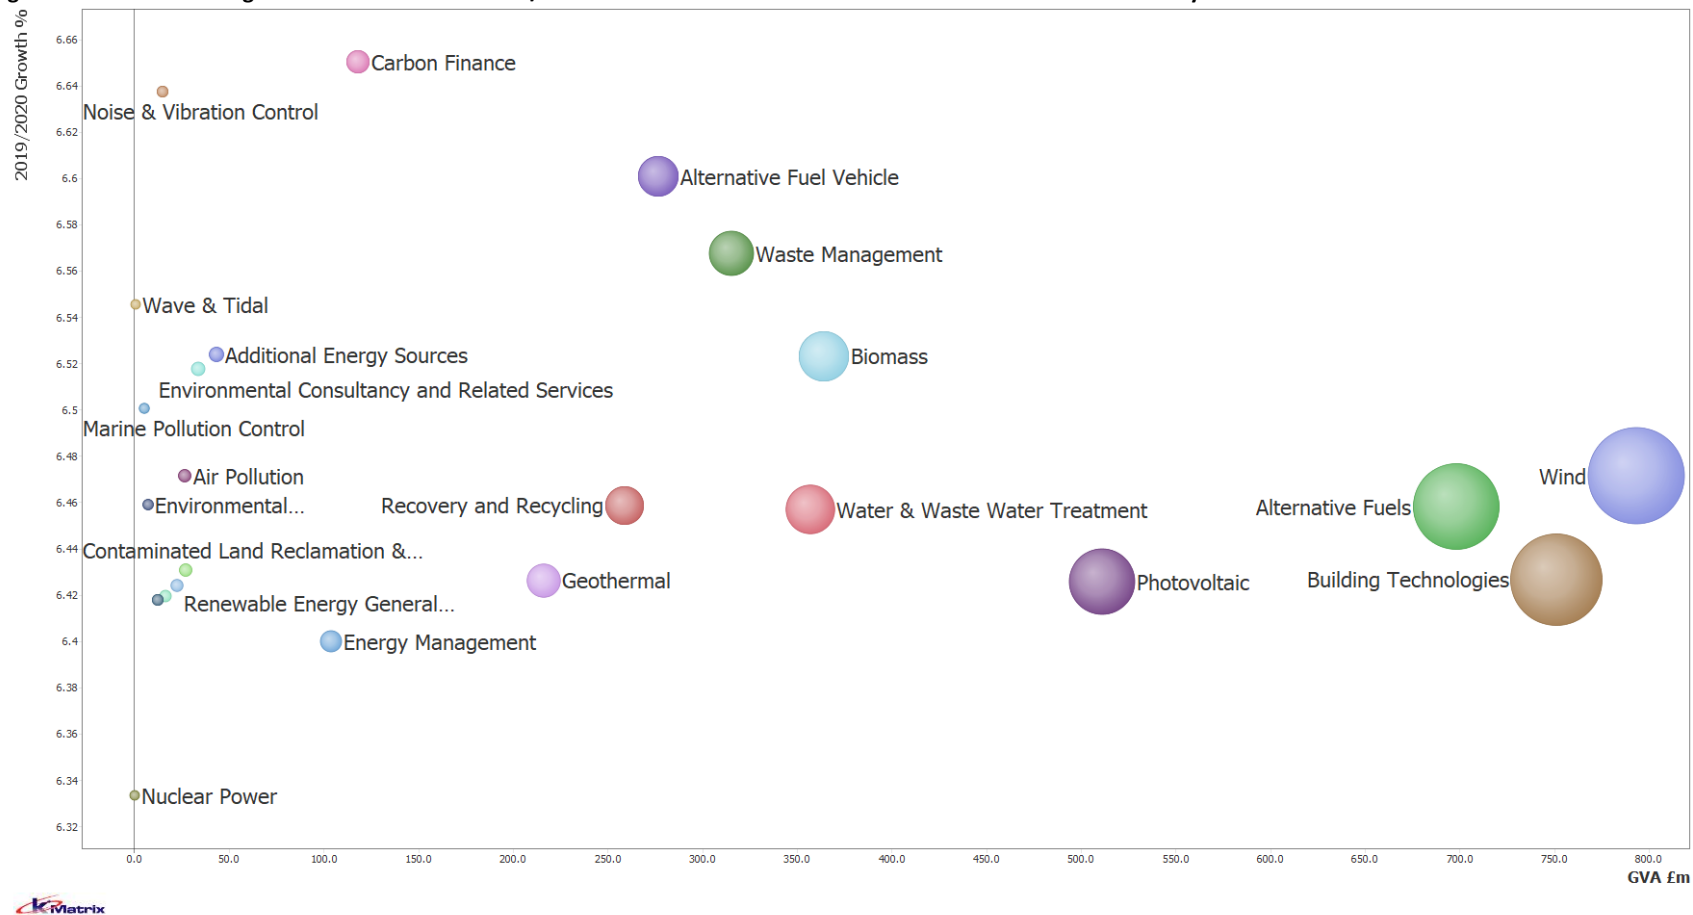 2019/2020 Growth %
6.66
Carbon Finance
6.64
Noise & Vibration Control
6.62
6.6
Alternative Fuel Vehicle
6.58
Waste Management
6.56
Wave & Tidal
6.54
Additional Energy Sources
Biomass
6.52
Environmental Consultancy and Related Services
6.5
Marine Pollution Control
6.48
Air Pollution
Wind
6.46
Environmental...
Recovery and Recycling
Water & Waste Water Treatment
Alternative Fuels
6.44
Contaminated Land Reclamation &...
Geothermal
Photovoltaic
Building Technologies
6.42
Renewable Energy General...
6.4
Energy Management
6.38
6.36
6.34
Nuclear Power
6.32
0.0 50.0 100.0 150.0 200.0 250.0 300.0 350.0 400.0 450.0 500.0 550.0 600.0 650.0 700.0 750.0 800.0
GVA £m
kMatrix